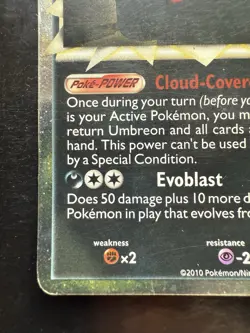 Poké-POWER Cloud-Cover
Once during your turn (before yo
is your Active Pokémon, you m
return Umbreon and all cards
hand. This power can't be used
by a Special Condition.
Evoblast
Does 50 damage plus 10 more d
Pokémon in play that evolves fro
weakness resistance
×2 -2
©2010 Pokémon/Nin